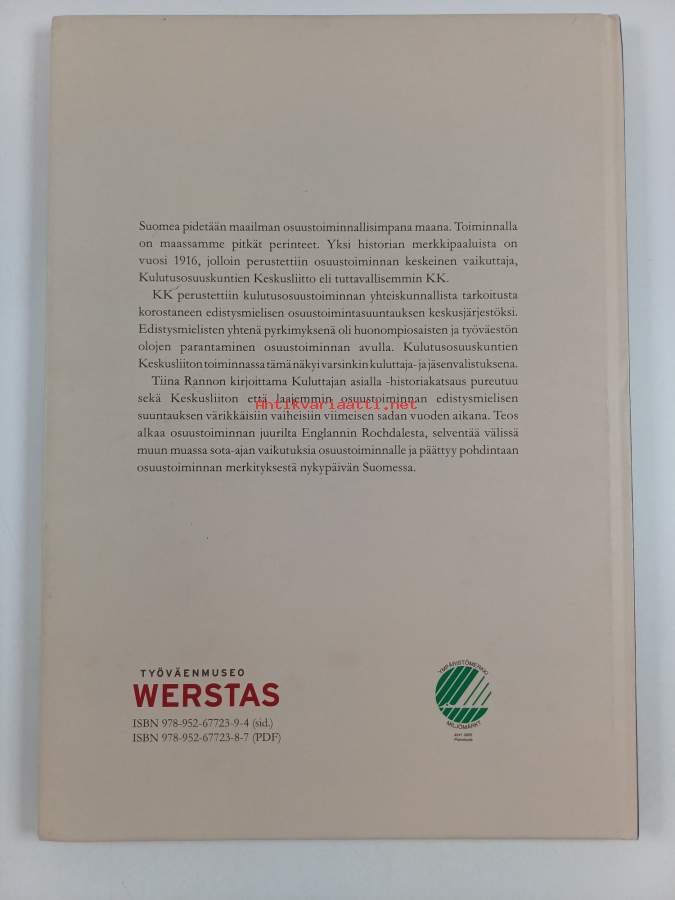 Suomea pidetään maailman osuustoiminnallisimpana maana. Toiminnalla
on maassamme pitkät perinteet. Yksi historian merkkipaaluista on
vuosi 1916, jolloin perustettiin osuustoiminnan keskeinen vaikuttaja,
Kulutusosuuskuntien Keskusliitto eli tuttavallisemmin KK.
KK perustettiin kulutusosuustoiminnan yhteiskunnallista tarkoitusta
korostaneen edistysmielisen osuustoimintasuuntauksen keskusjärjestöksi.
Edistysmielisten yhtenä pyrkimyksenä oli huonompiosaisten ja työväestön
olojen parantaminen osuustoiminnan avulla. Kulutusosuuskuntien
Keskusliiton toiminnassa tämä näkyi varsinkin kuluttaja- ja jäsenvalistuksena.
Tiina Rannon kirjoittama Kuluttajan asialla -historiakatsaus pureutuu
sekä Keskusliiton että laajemmin osuustoiminnan edistysmielisen
Antikvariaatti.net
suuntauksen värikkäisiin vaiheisiin viimeisen sadan vuoden aikana. Teos
alkaa osuustoiminnan juurilta Englannin Rochdalesta, selventää välissä
muun muassa sota-ajan vaikutuksia osuustoiminnalle ja päättyy pohdintaan
osuustoiminnan merkityksestä nykypäivän Suomessa.
TYÖVÄENMUSEO
WERSTAS
ISBN 978-952-67723-9-4 (sid.)
ISBN 978-952-67723-8-7 (PDF)
YMPÄRISTÖMERKKI
MILJÖMÄRKT